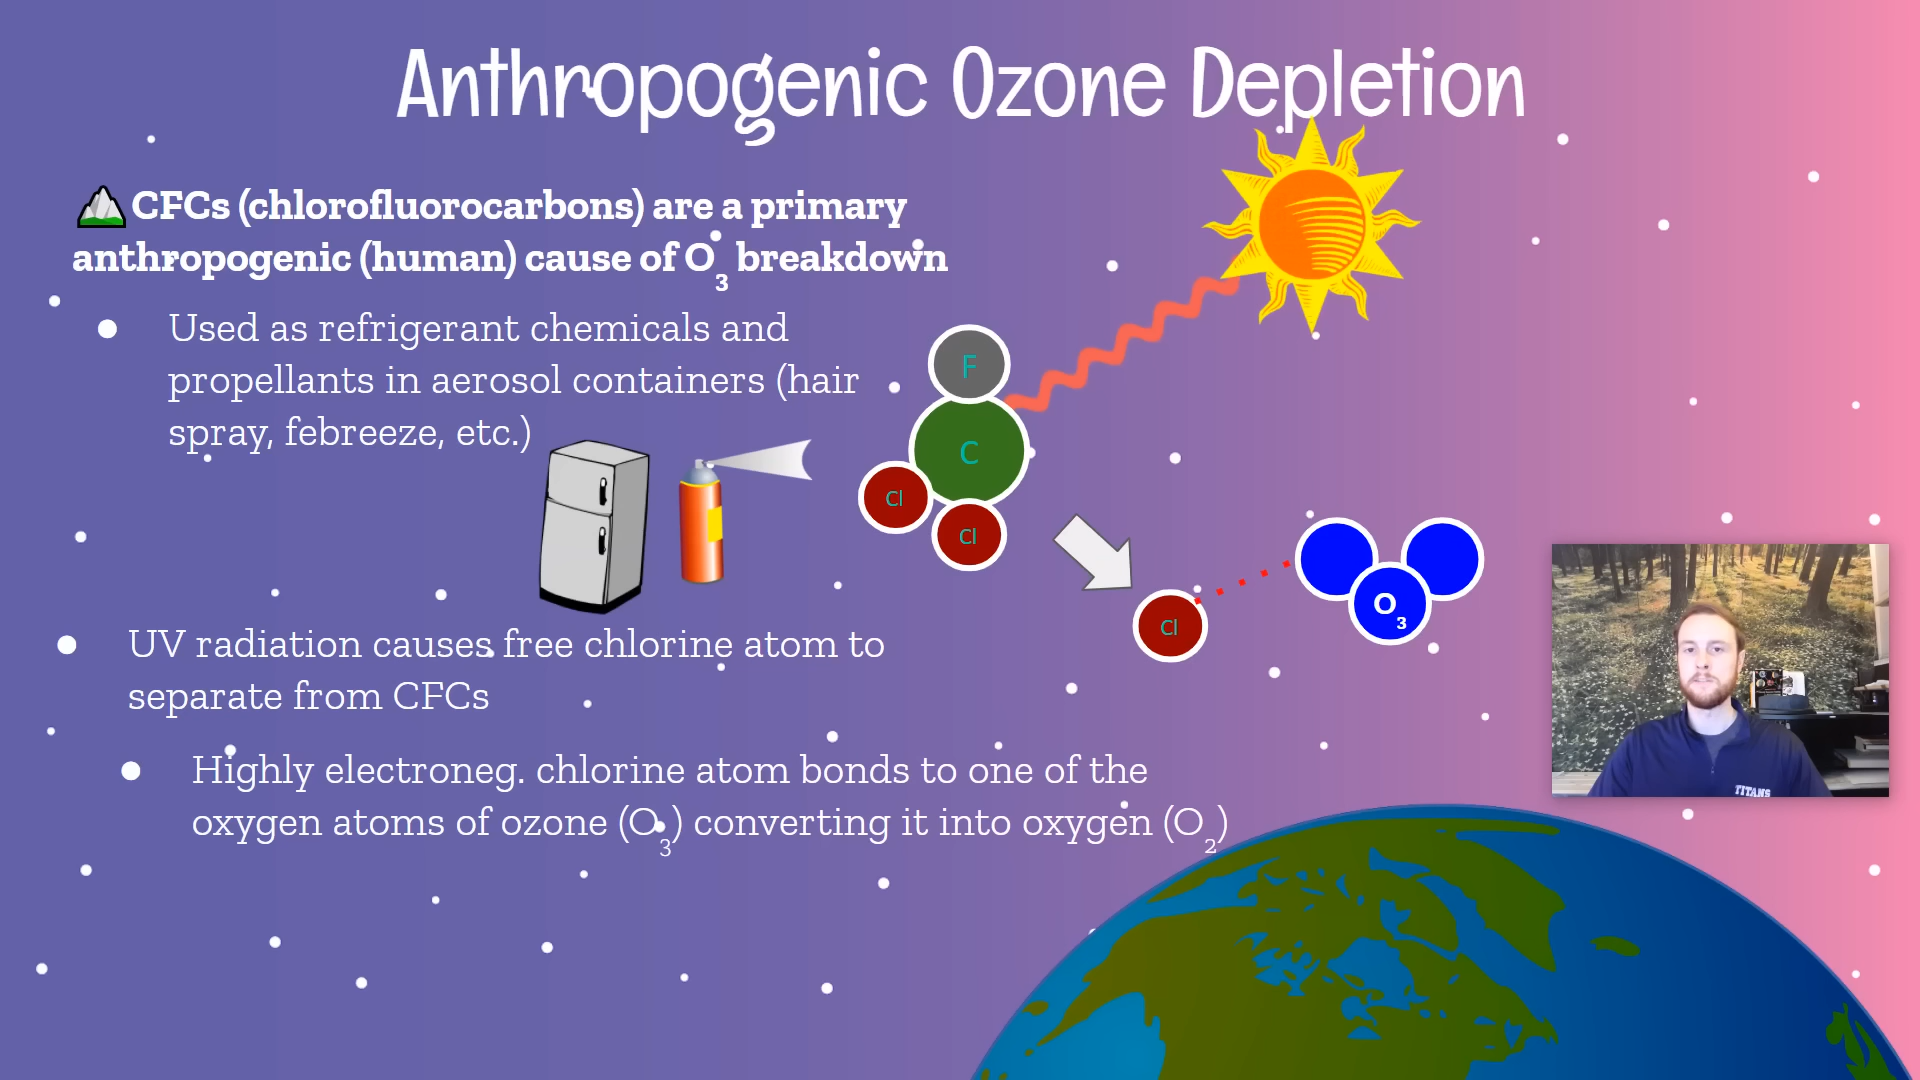 Anthropogenic Ozone Depletion
CFCs (chlorofluorocarbons) are a primary
anthropogenic (human) cause of O3 breakdown
● Used as refrigerant chemicals and
propellants in aerosol containers (hair
spray, febreeze, etc.)
F
C
Cl
Cl
Cl
O3
● UV radiation causes free chlorine atom to
separate from CFCs
● Highly electroneg. chlorine atom bonds to one of the
oxygen atoms of ozone (O3) converting it into oxygen (O2)
TITANS